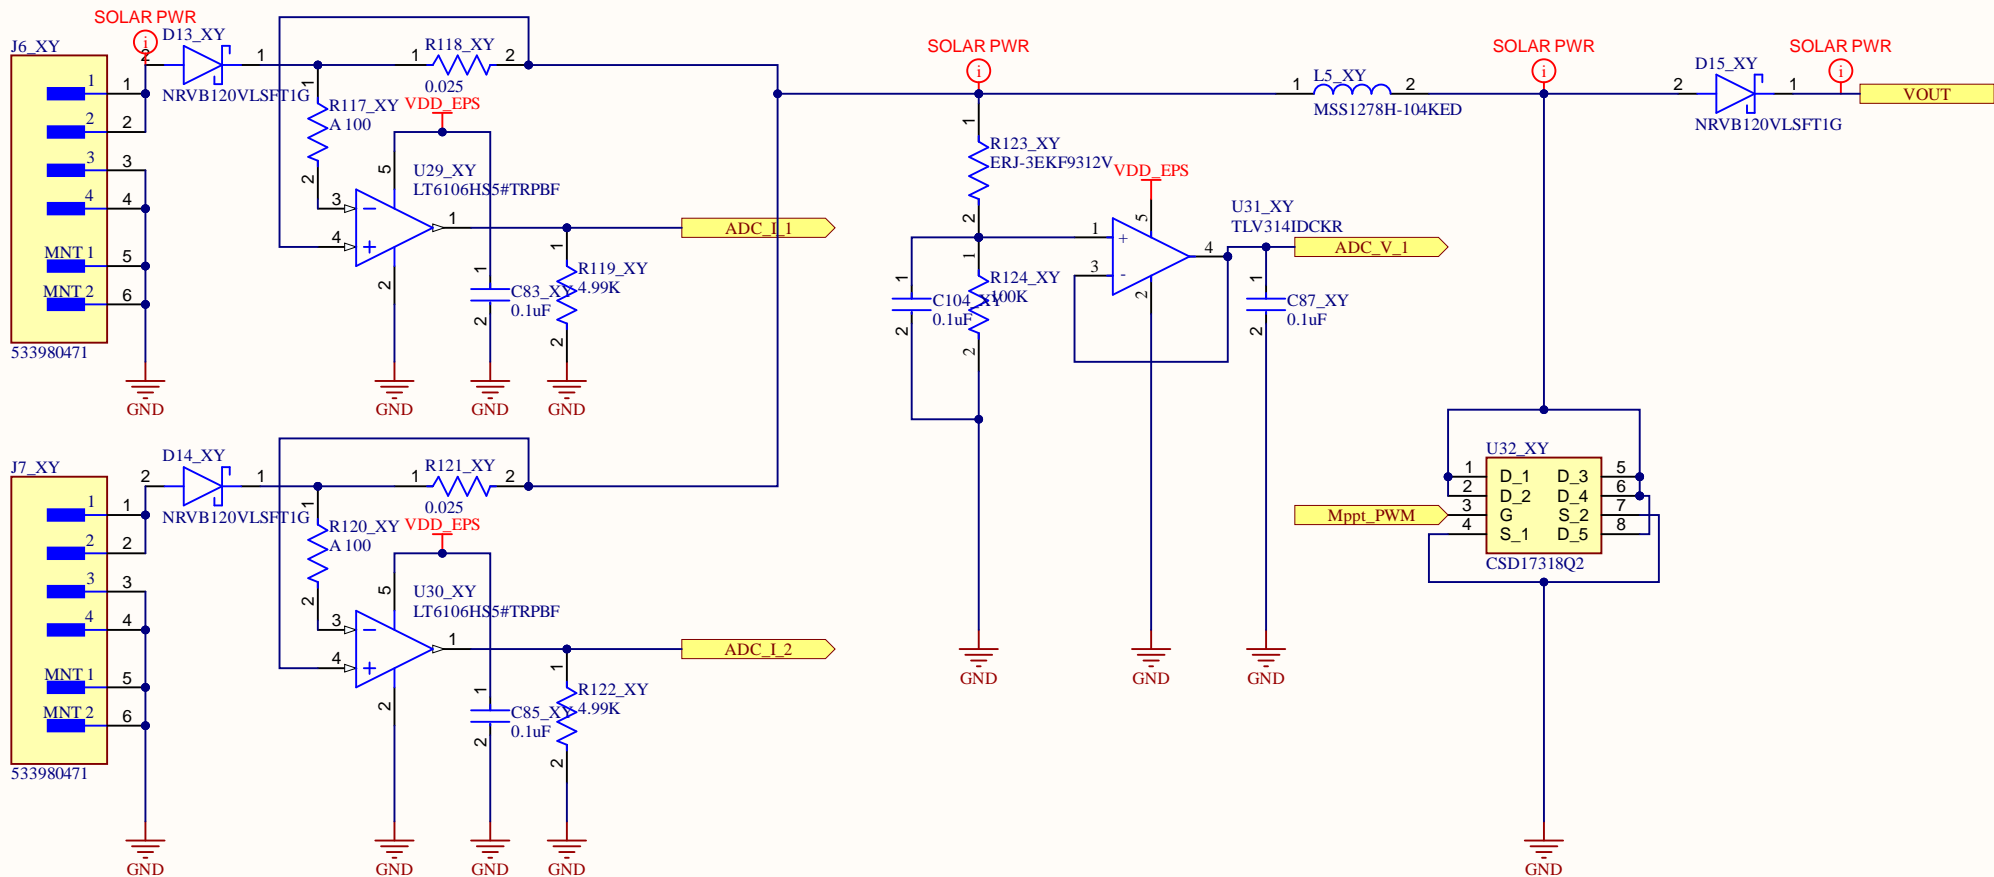 SOLAR PWR
J6_XY
1
2
3
4
MNT 1
MNT 2
533980471
1
2
3
4
5
6
GND
2
D13_XY
1
NRVB120VLSFT1G
1
R118_XY
2
0.025
1
R117_XY
A 100
2
VDD_EPS
5
U29_XY
LT6106HS5#TRPBF
3
4
1
2
GND
1
C83_XY
0.1uF
2
GND
1
R119_XY
4.99K
2
GND
ADC_I_1
J7_XY
1
2
3
4
MNT 1
MNT 2
533980471
1
2
3
4
5
6
GND
2
D14_XY
1
NRVB120VLSFT1G
1
R121_XY
2
0.025
1
R120_XY
A 100
2
VDD_EPS
5
U30_XY
LT6106HS5#TRPBF
3
4
1
2
GND
1
C85_XY
0.1uF
2
GND
1
R122_XY
4.99K
2
GND
ADC_I_2
SOLAR PWR
1
R123_XY
ERJ-3EKF9312V
2
1
C104_XY
0.1uF
2
1
R124_XY
100K
2
GND
VDD_EPS
5
U31_XY
TLV314IDCKR
1
3
4
2
GND
ADC_V_1
1
C87_XY
0.1uF
2
GND
1
L5_XY
2
MSS1278H-104KED
SOLAR PWR
2
D15_XY
1
NRVB120VLSFT1G
SOLAR PWR
VOUT
U32_XY
1
D_1
D_3
5
2
D_2
D_4
6
Mppt_PWM
3
G
S_2
7
4
S_1
D_5
8
CSD17318Q2
GND